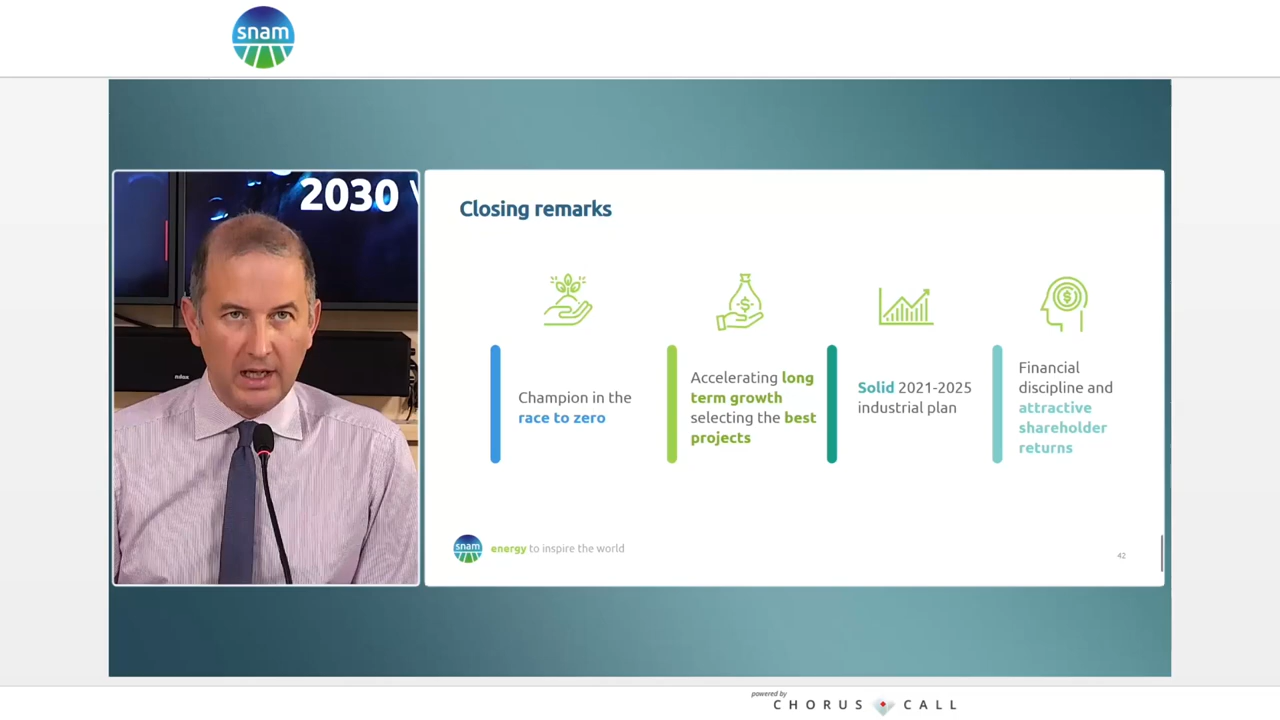 snam
2030
Closing remarks
Champion in the
race to zero
Accelerating long
term growth
selecting the best
projects
Solid 2021-2025
industrial plan
Financial
discipline and
attractive
shareholder
returns
snam
energy to inspire the world
42
powered by
CHORUS CALL